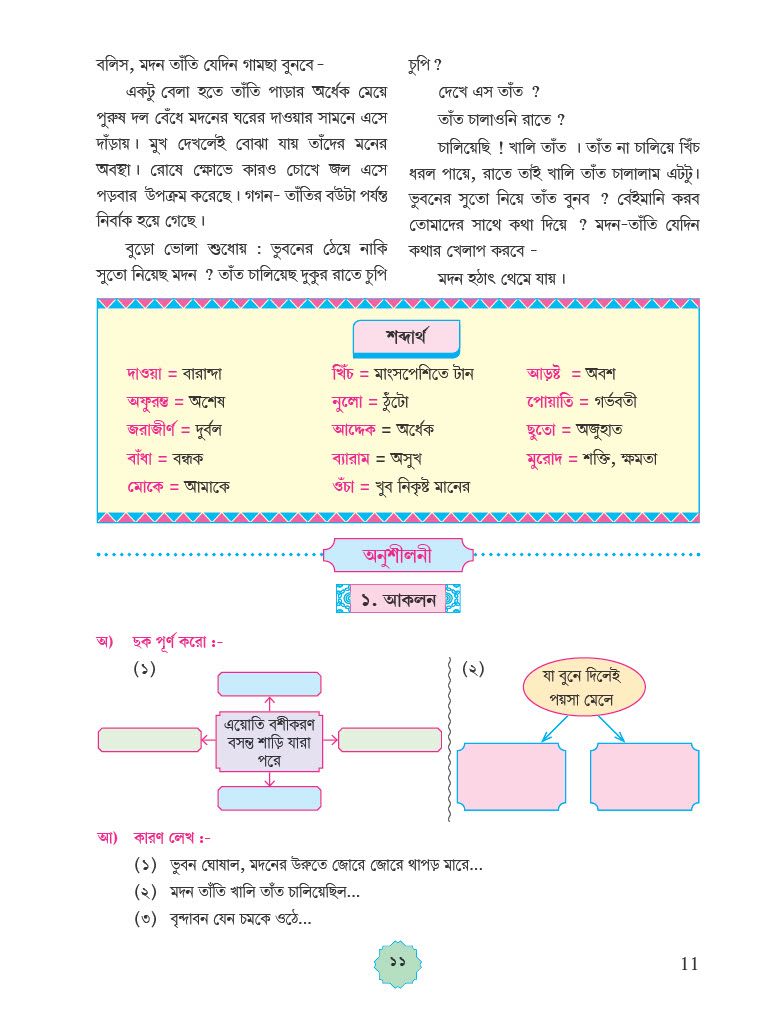 বলিস, মদন তাঁতি যেদিন গামছা বুনবে -
একটু বেলা হতে তাঁতি পাড়ার অর্ধেক মেয়ে
পুরুষ দল বেঁধে মদনের ঘরের দাওয়ার সামনে এসে
দাঁড়ায়। মুখ দেখলেই বোঝা যায় তাঁদের মনের
অবস্থা। রোষে ক্ষোভে কারও চোখে জল এসে
পড়বার উপক্রম করেছে। গগন- তাঁতির বউটা পর্যন্ত
নির্বাক হয়ে গেছে।
বুড়ো ভোলা শুধোয় : ভুবনের ঠেঁয়ে নাকি
সুতো নিয়েছ মদন ? তাঁত চালিয়েছ দুকুর রাতে চুপি
চুপি ?
দেখে এস তাঁত ?
তাঁত চালাওনি রাতে ?
চালিয়েছি ! খালি তাঁত । তাঁত না চালিয়ে খিঁচ
ধরল পায়ে, রাতে তাই খালি তাঁত চালালাম এটটু।
ভুবনের সুতো নিয়ে তাঁত বুনব ? বেইমানি করব
তোমাদের সাথে কথা দিয়ে ? মদন-তাঁতি যেদিন
কথার খেলাপ করবে -
মদন হঠাৎ থেমে যায়।
শব্দার্থ
দাওয়া = বারান্দা
খিঁচ = মাংসপেশিতে টান
আড়ষ্ট = অবশ
অফুরন্ত = অশেষ
নুলো = ঠুঁটো
পোয়াতি = গর্ভবতী
জরাজীর্ণ = দুর্বল
আদ্দেক = অর্ধেক
ছুতো = অজুহাত
বাঁধা = বন্ধক
ব্যারাম = অসুখ
মুরোদ = শক্তি, ক্ষমতা
মোকে = আমাকে
ওঁচা = খুব নিকৃষ্ট মানের
অনুশীলনী
১. আকলন
অ) ছক পূর্ণ করো :-
(১)
এয়োতি বশীকরণ
বসন্ত শাড়ি যারা
পরে
(২)
যা বুনে দিলেই
পয়সা মেলে
আ) কারণ লেখ :-
(১) ভুবন ঘোষাল, মদনের উরুতে জোরে জোরে থাপড় মারে...
(২) মদন তাঁতি খালি তাঁত চালিয়েছিল...
(৩) বৃন্দাবন যেন চমকে ওঠে...
১১
11